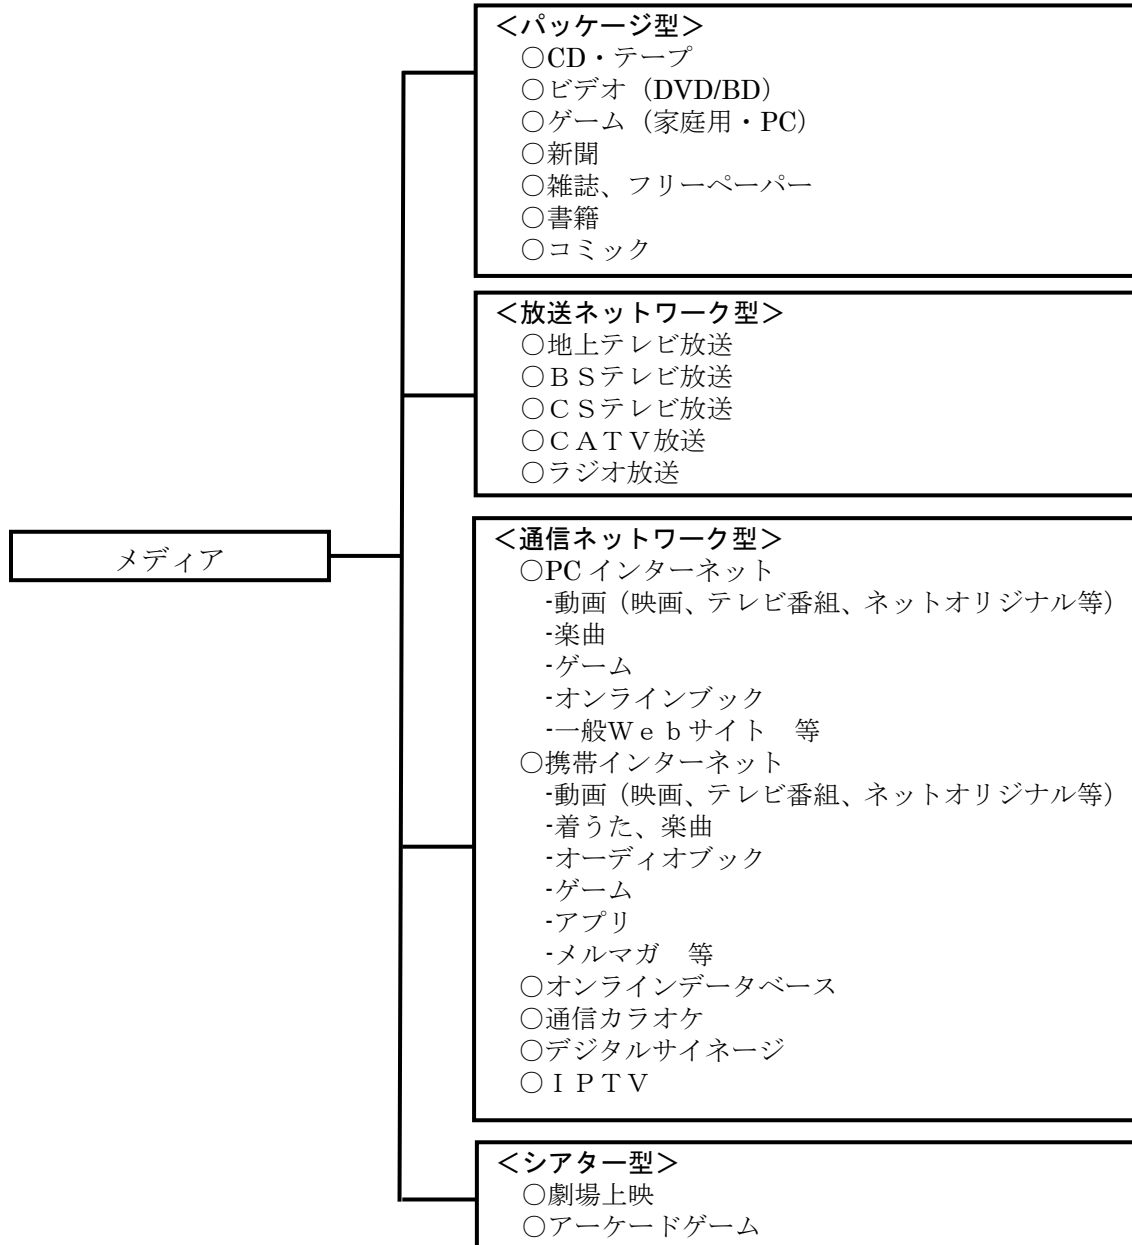 ＜パッケージ型＞
○CD・テープ
○ビデオ（DVD/BD）
○ゲーム（家庭用・PC）
○新聞
○雑誌、フリーペーパー
○書籍
○コミック
＜放送ネットワーク型＞
○地上テレビ放送
○ＢＳテレビ放送
○ＣＳテレビ放送
○ＣＡＴＶ放送
○ラジオ放送
メディア
＜通信ネットワーク型＞
○PC インターネット
-動画（映画、テレビ番組、ネットオリジナル等）
-楽曲
-ゲーム
-オンラインブック
-一般Ｗｅｂサイト　等
○携帯インターネット
-動画（映画、テレビ番組、ネットオリジナル等）
-着うた、楽曲
-オーディオブック
-ゲーム
-アプリ
-メルマガ　等
○オンラインデータベース
○通信カラオケ
○デジタルサイネージ
○ＩＰＴＶ
＜シアター型＞
○劇場上映
○アーケードゲーム